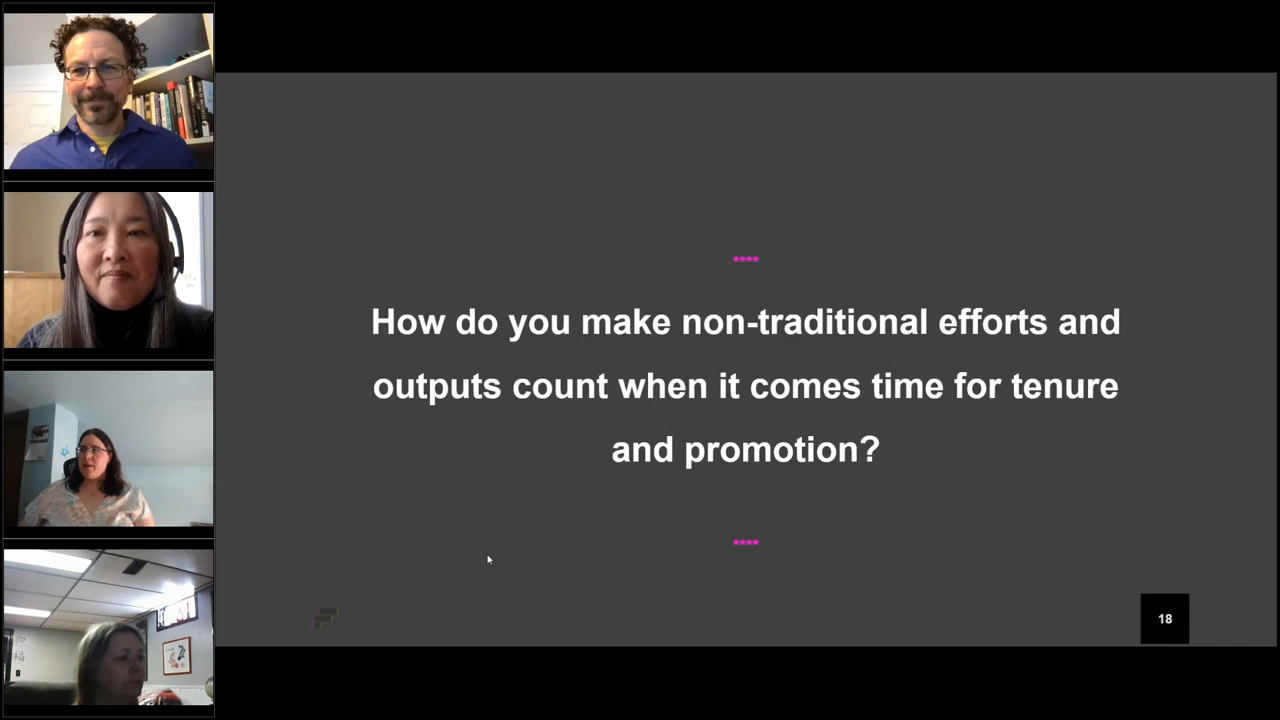 ****
How do you make non-traditional efforts and
outputs count when it comes time for tenure
and promotion?
****
18